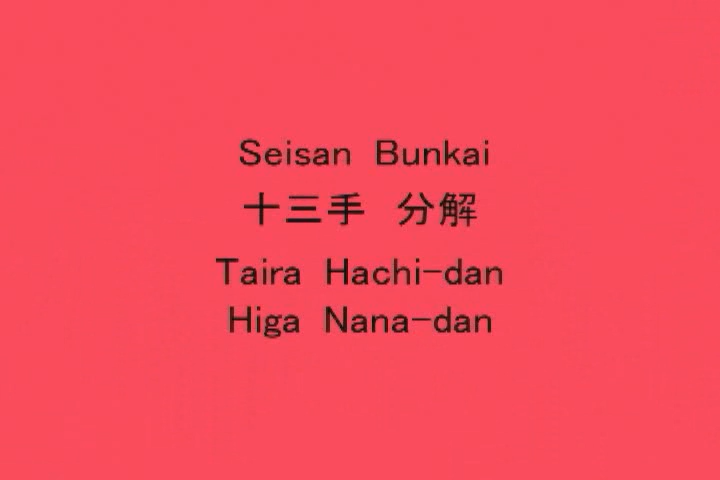 Seisan Bunkai
十三手 分解
Taira Hachi-dan
Higa Nana-dan